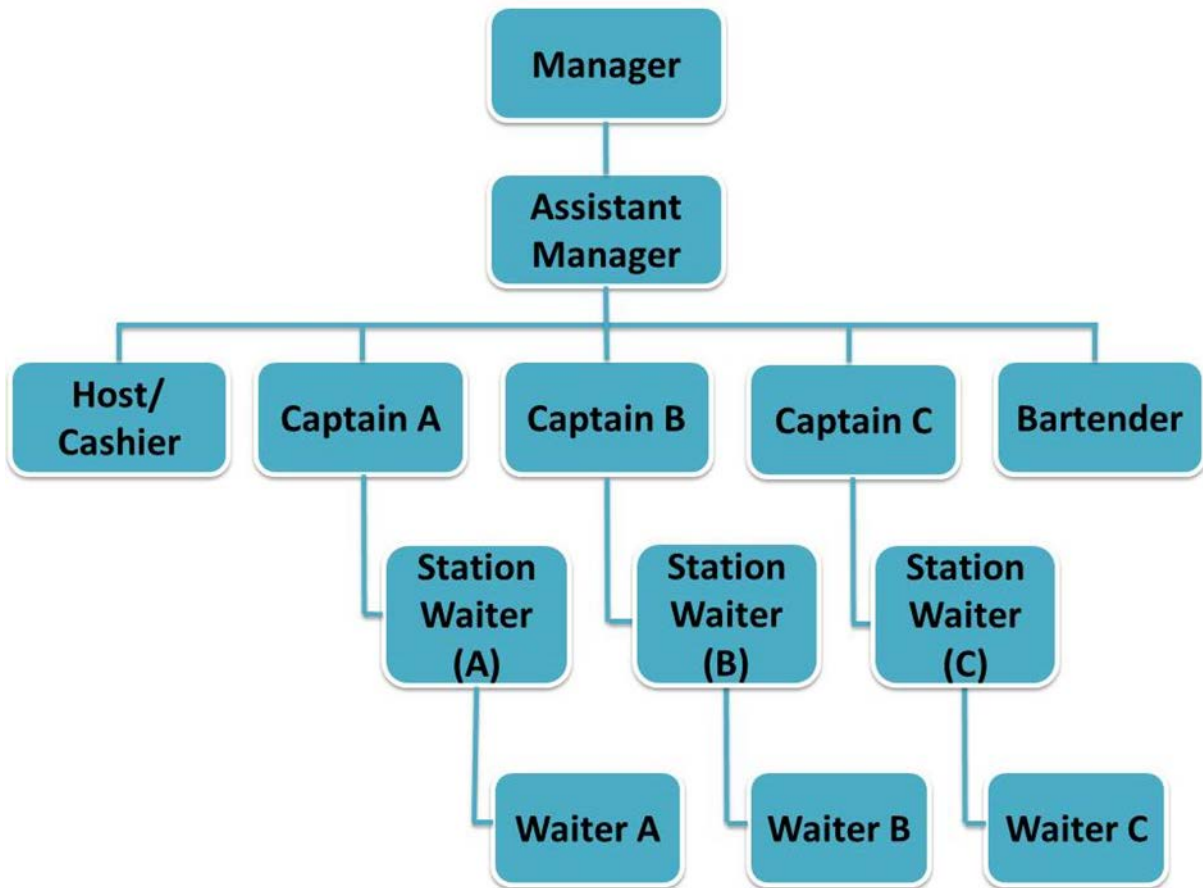 Manager
Assistant
Manager
Host/
Cashier
Captain A
Captain B
Captain C
Bartender
Station
Waiter
(A)
Station
Waiter
(B)
Station
Waiter
(C)
Waiter A
Waiter B
Waiter C